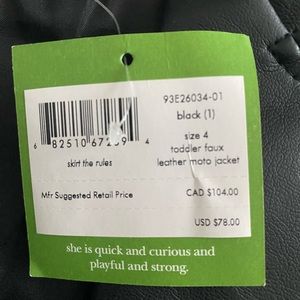 93E26034-01
black (1)
size 4
toddler faux
leather moto jacket
skirt the rules
Mfr Suggested Retail Price
CAD $104.00
USD $78.00
she is quick and curious and
playful and strong.